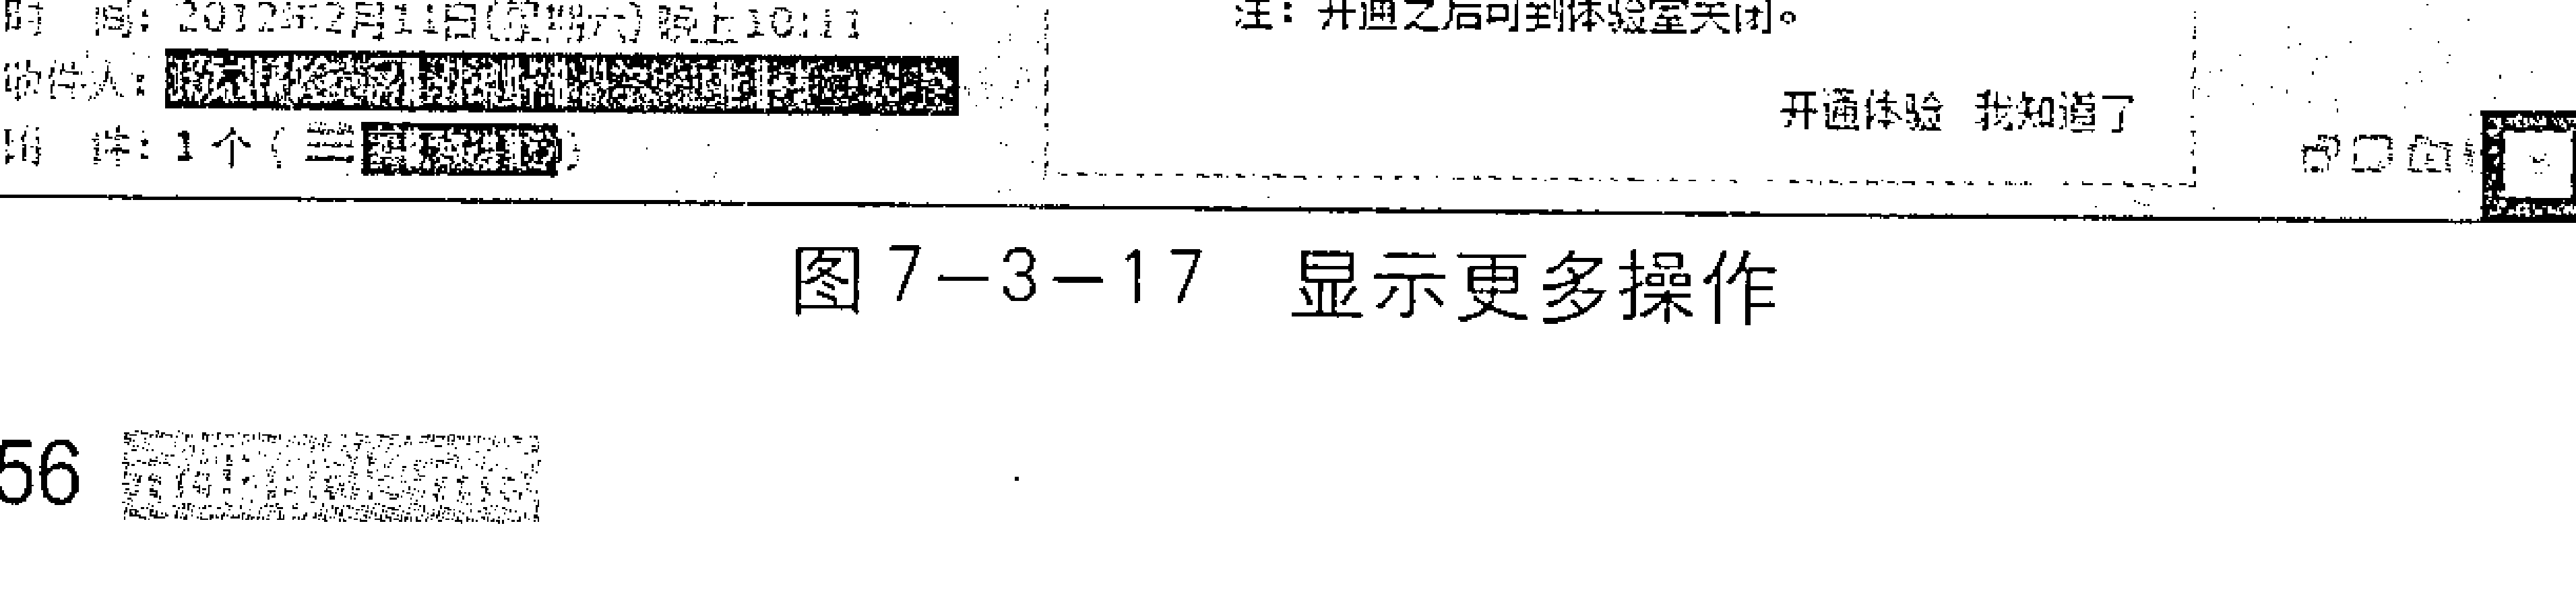 时 间：2012年2月11日(星期六)晚上10:11
收件人：
附 件：1个(
注：开通之后可到体验室关闭。
开通体验 我知道了
图7-3-17 显示更多操作
56